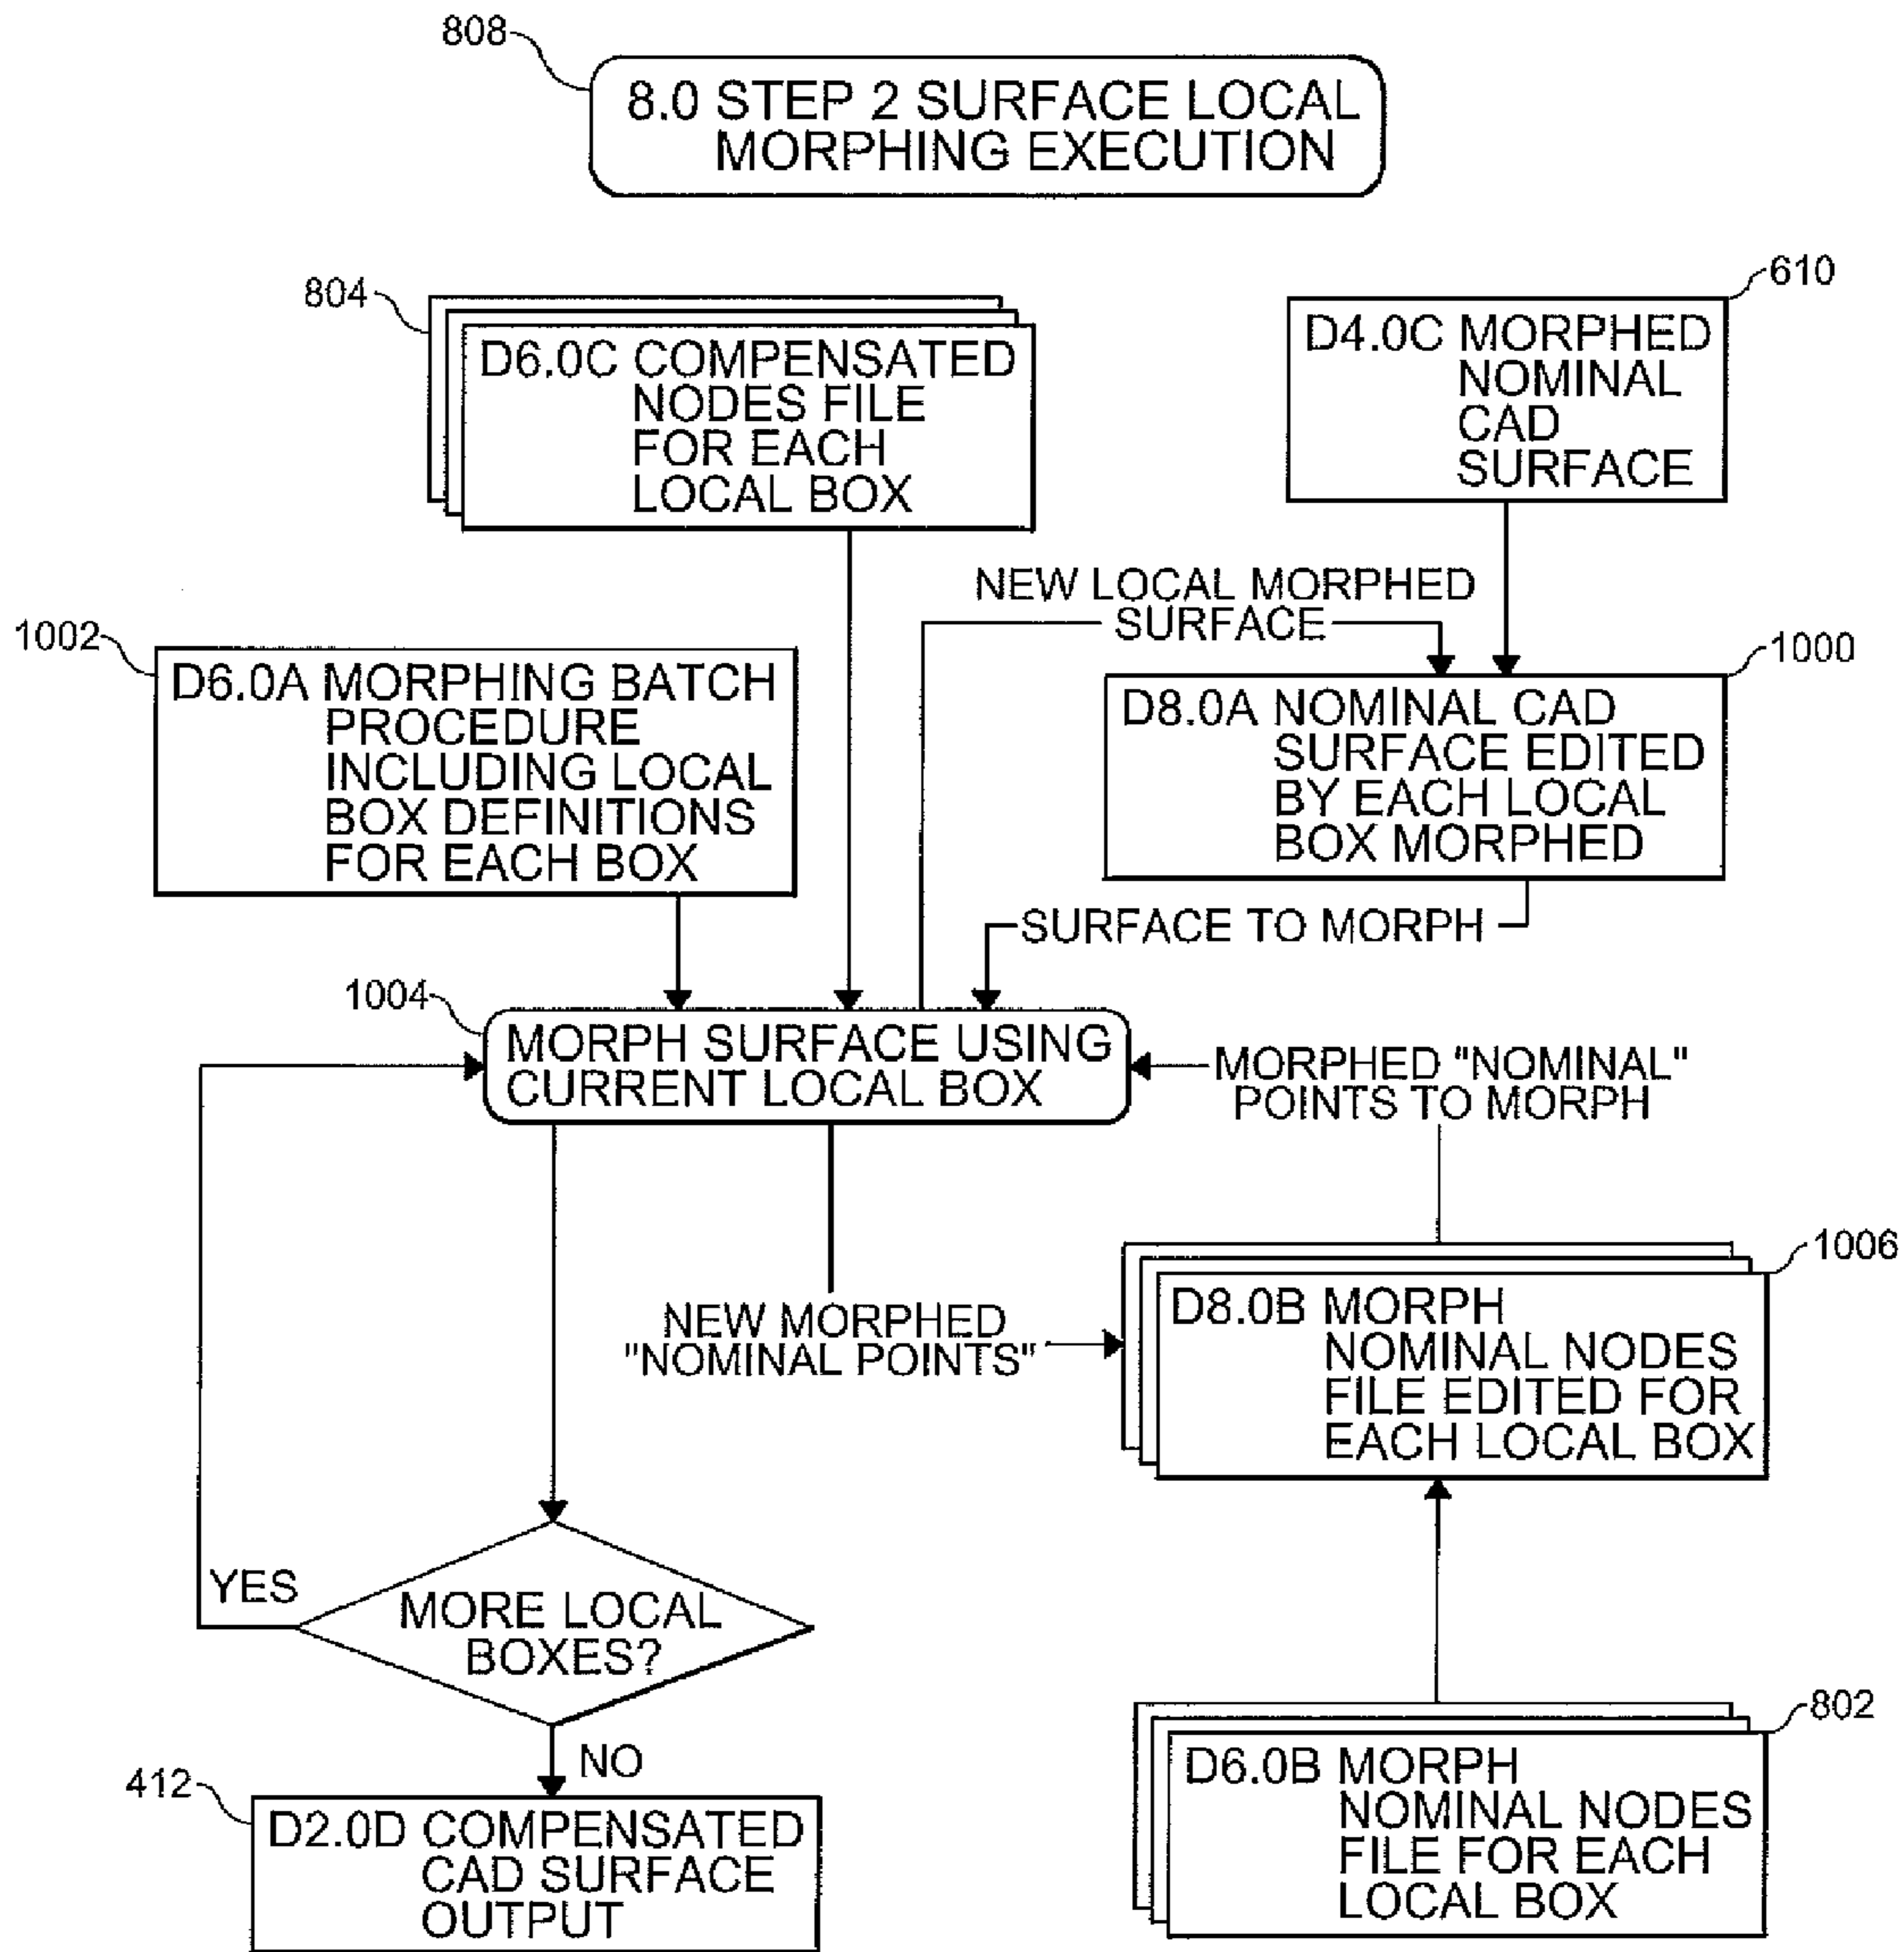 808
8.0 STEP 2 SURFACE LOCAL
MORPHING EXECUTION
804
D6.0C COMPENSATED
NODES FILE
FOR EACH
LOCAL BOX
610
D4.0C MORPHED
NOMINAL
CAD
SURFACE
NEW LOCAL MORPHED
SURFACE
1002
D6.0A MORPHING BATCH
PROCEDURE
INCLUDING LOCAL
BOX DEFINITIONS
FOR EACH BOX
1000
D8.0A NOMINAL CAD
SURFACE EDITED
BY EACH LOCAL
BOX MORPHED
SURFACE TO MORPH
1004
MORPH SURFACE USING
CURRENT LOCAL BOX
MORPHED "NOMINAL"
POINTS TO MORPH
NEW MORPHED
"NOMINAL POINTS"
1006
D8.0B MORPH
NOMINAL NODES
FILE EDITED FOR
EACH LOCAL BOX
YES
MORE LOCAL
BOXES?
NO
412
D2.0D COMPENSATED
CAD SURFACE
OUTPUT
802
D6.0B MORPH
NOMINAL NODES
FILE FOR EACH
LOCAL BOX